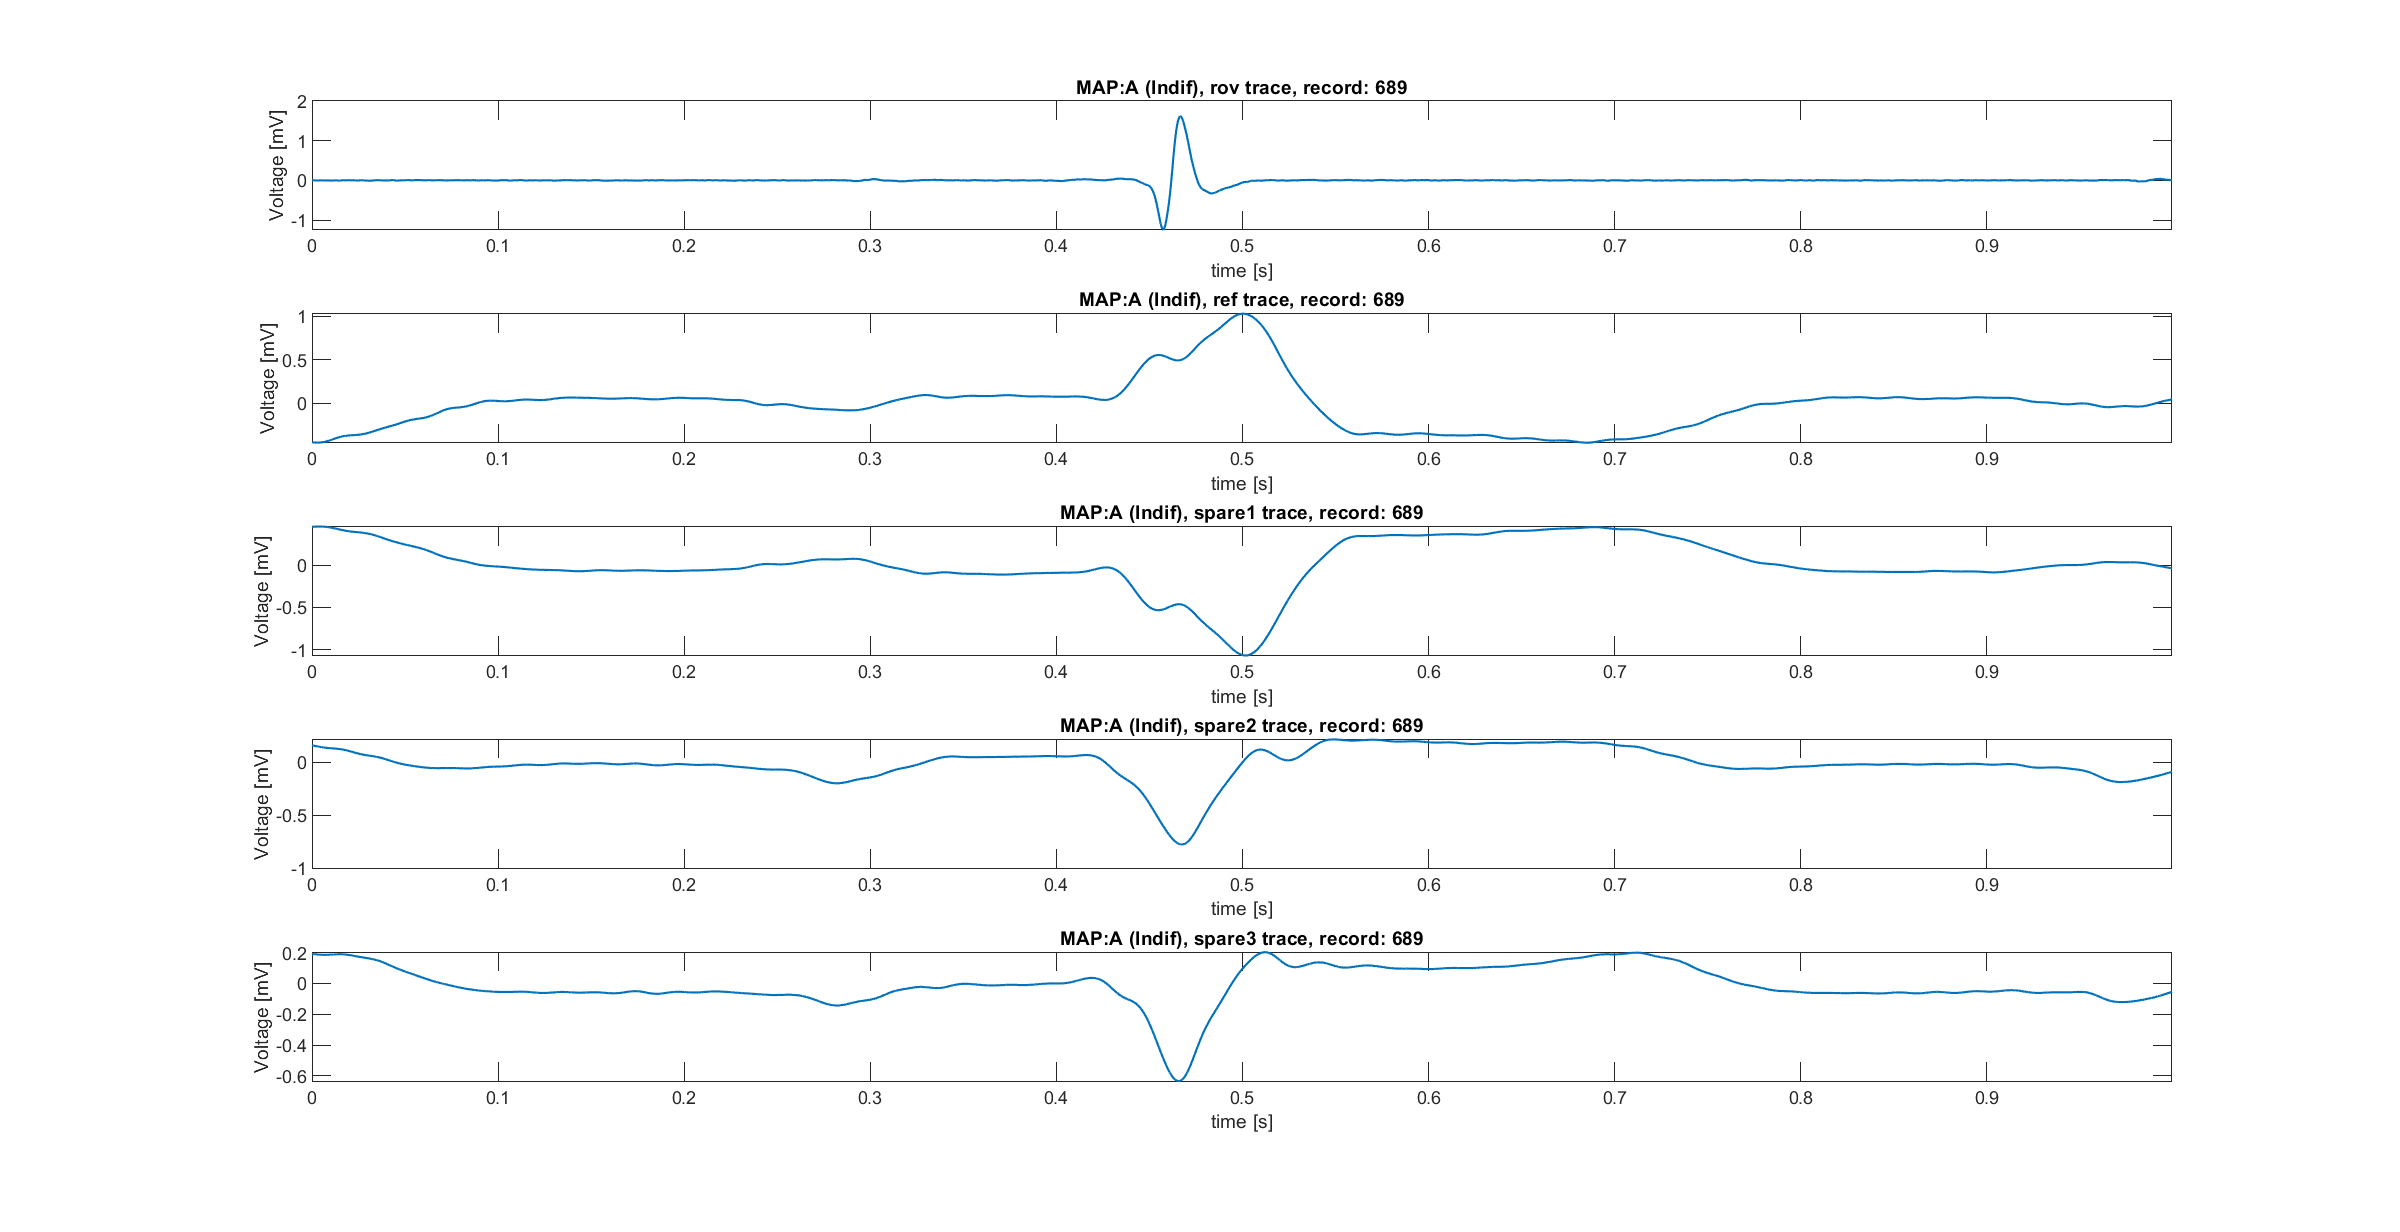 MAP:A (Indif), rov trace, record: 689
Voltage [mV]
2
1
0
-1
0 0.1 0.2 0.3 0.4 0.5 0.6 0.7 0.8 0.9
time [s]
MAP:A (Indif), ref trace, record: 689
Voltage [mV]
1
0.5
0
0 0.1 0.2 0.3 0.4 0.5 0.6 0.7 0.8 0.9
time [s]
MAP:A (Indif), spare1 trace, record: 689
Voltage [mV]
0
-0.5
-1
0 0.1 0.2 0.3 0.4 0.5 0.6 0.7 0.8 0.9
time [s]
MAP:A (Indif), spare2 trace, record: 689
Voltage [mV]
0
-0.5
-1
0 0.1 0.2 0.3 0.4 0.5 0.6 0.7 0.8 0.9
time [s]
MAP:A (Indif), spare3 trace, record: 689
Voltage [mV]
0.2
0
-0.2
-0.4
-0.6
0 0.1 0.2 0.3 0.4 0.5 0.6 0.7 0.8 0.9
time [s]